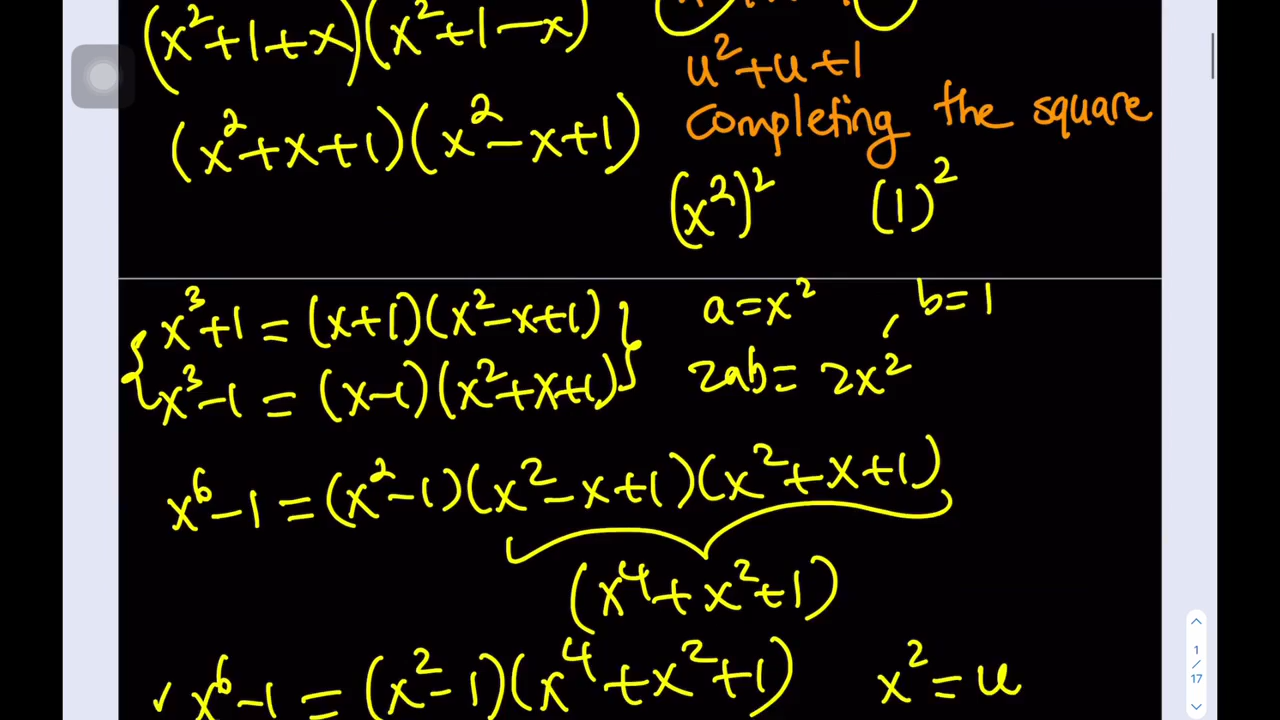 (x²+1+x)(x²+1-x)
u²+u+1
(x²+x+1)(x²-x+1)
completing the square
(x²)² (1)²
x³+1 = (x+1)(x²-x+1)
a=x² b=1
x³-1 = (x-1)(x²+x+1)
2ab = 2x²
x⁶-1 = (x²-1)(x²-x+1)(x²+x+1)
(x⁴+x²+1)
✓ x⁶-1 = (x²-1)(x⁴+x²+1) x²=u
1
/
17